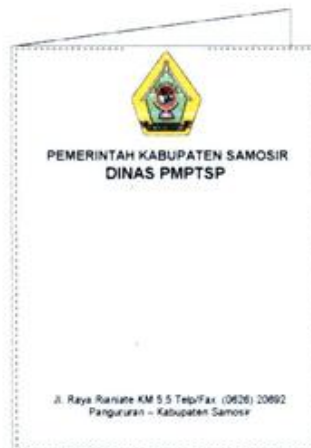 PEMERINTAH KABUPATEN SAMOSIR
DINAS PMPTSP
Jl. Raya Rianiate KM 5,5 Telp/Fax. (0626) 20692
Pangururan – Kabupaten Samosir